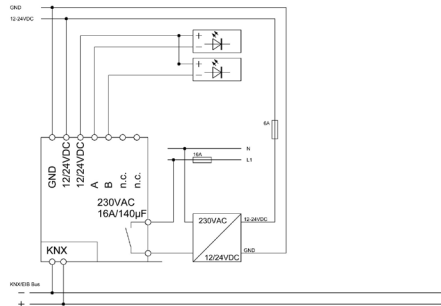 GND
12-24VDC
+
−
+
−
6A
N
16A
L1
GND
12/24VDC
12/24VDC
A
B
n.c.
n.c.
230VAC
16A/140µF
KNX
230VAC
12-24VDC
GND
12/24VDC
KNX/EIB Bus
−
+